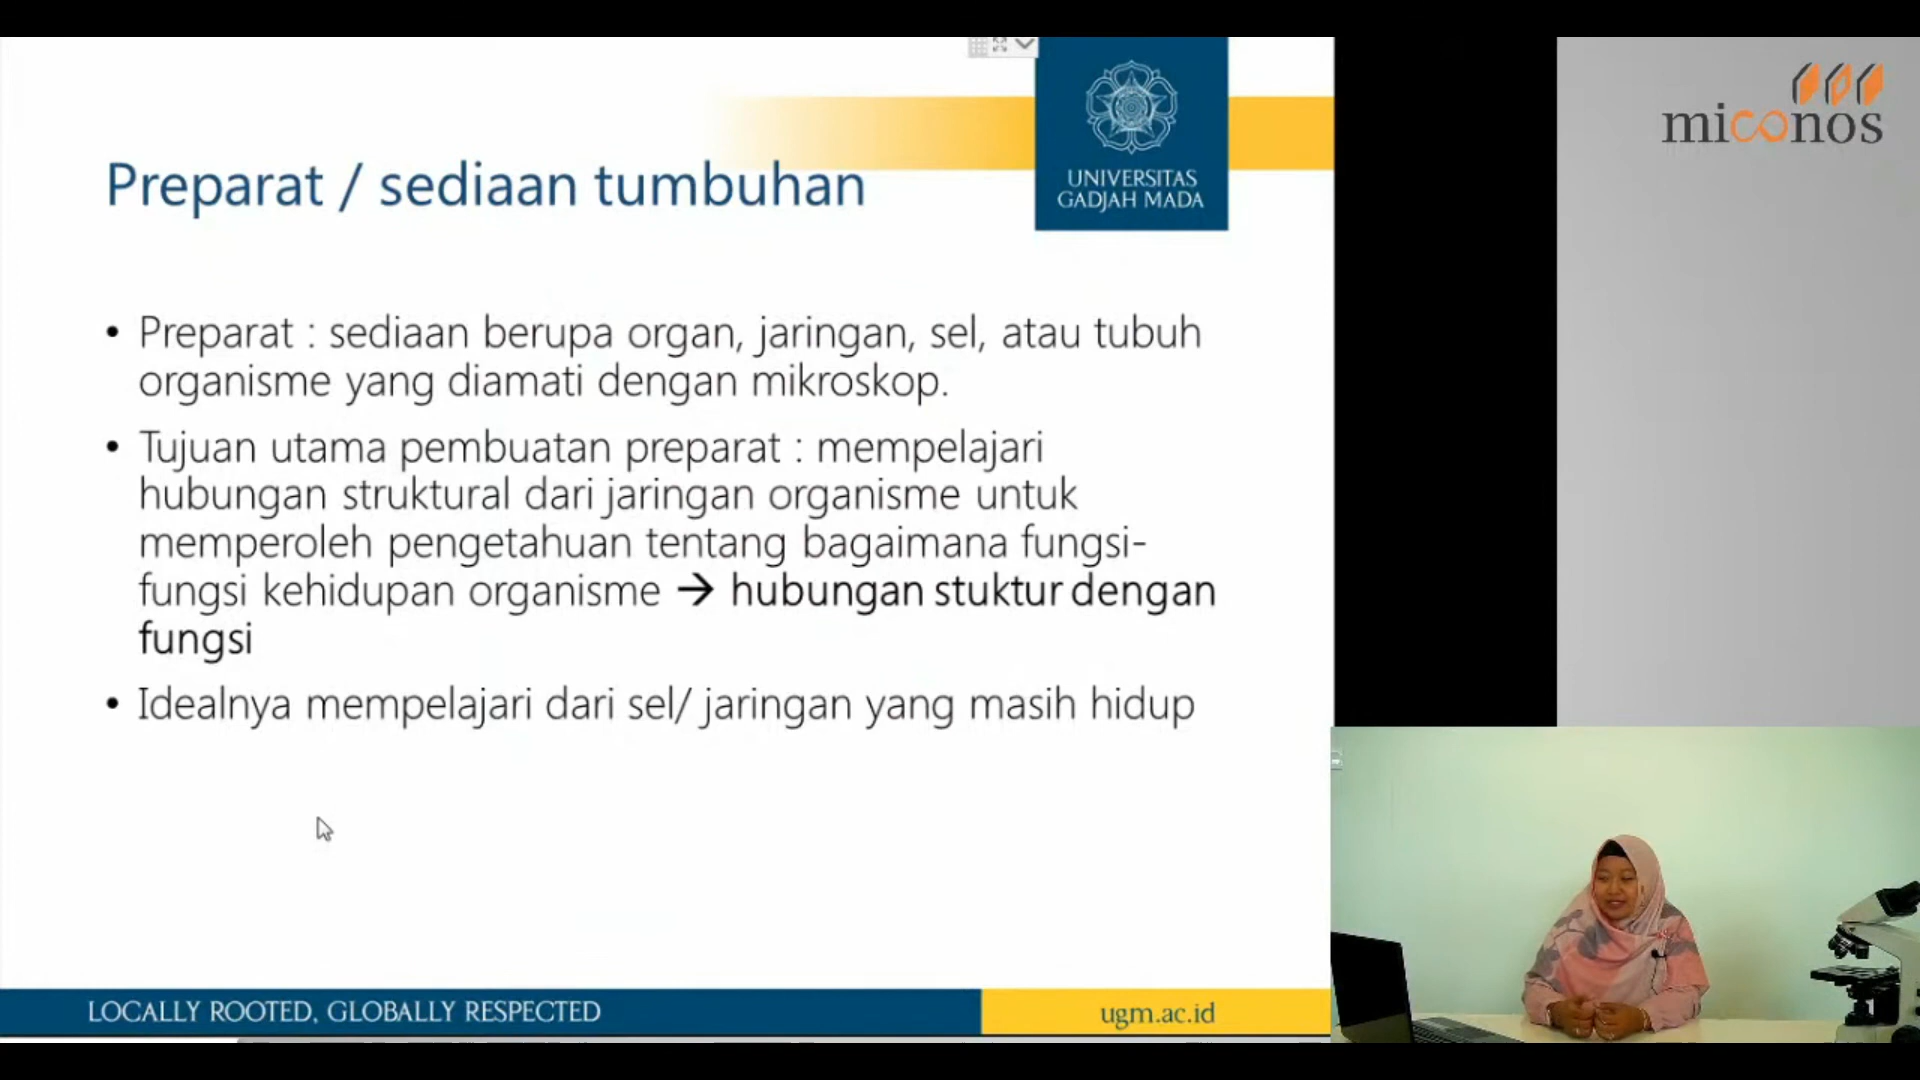 miconos
UNIVERSITAS
GADJAH MADA
Preparat / sediaan tumbuhan
• Preparat : sediaan berupa organ, jaringan, sel, atau tubuh
organisme yang diamati dengan mikroskop.
• Tujuan utama pembuatan preparat : mempelajari
hubungan struktural dari jaringan organisme untuk
memperoleh pengetahuan tentang bagaimana fungsi-
fungsi kehidupan organisme → hubungan stuktur dengan
fungsi
• Idealnya mempelajari dari sel/ jaringan yang masih hidup
LOCALLY ROOTED, GLOBALLY RESPECTED
ugm.ac.id